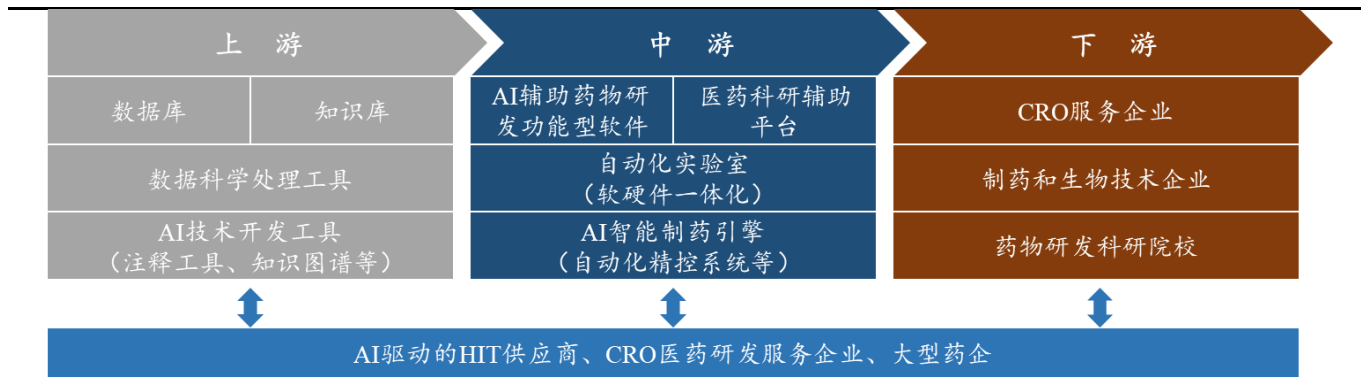 上 游
中 游
下 游
数据库
知识库
AI辅助药物研
发功能型软件
医药科研辅助
平台
CRO服务企业
数据科学处理工具
自动化实验室
（软硬件一体化）
制药和生物技术企业
AI技术开发工具
（注释工具、知识图谱等）
AI智能制药引擎
（自动化精控系统等）
药物研发科研院校
AI驱动的HIT供应商、CRO医药研发服务企业、大型药企